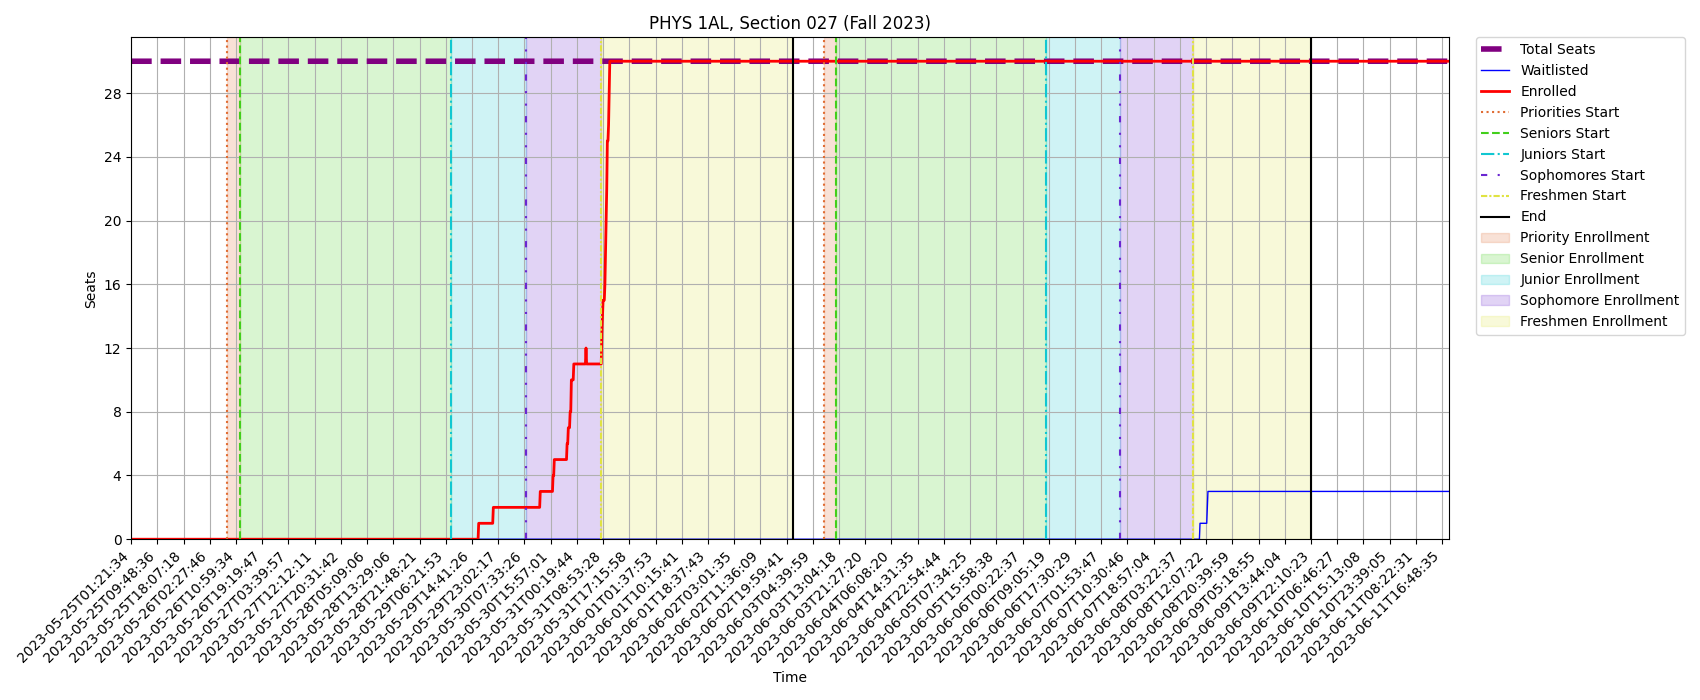 PHYS 1AL, Section 027 (Fall 2023)
Total Seats
Waitlisted
Enrolled
Priorities Start
Seniors Start
Juniors Start
Sophomores Start
Freshmen Start
End
Priority Enrollment
Senior Enrollment
Junior Enrollment
Sophomore Enrollment
Freshmen Enrollment
Seats
28
24
20
16
12
8
4
0
2023-05-25T01:21:34
2023-05-25T09:48:36
2023-05-25T18:07:18
2023-05-26T02:27:46
2023-05-26T10:59:34
2023-05-26T19:19:47
2023-05-27T03:39:57
2023-05-27T12:12:11
2023-05-27T20:31:42
2023-05-28T05:09:06
2023-05-28T13:29:06
2023-05-28T21:48:21
2023-05-29T06:21:53
2023-05-29T14:41:26
2023-05-29T23:02:17
2023-05-30T07:33:26
2023-05-30T15:57:01
2023-05-31T00:19:44
2023-05-31T08:53:28
2023-05-31T17:15:58
2023-06-01T01:37:53
2023-06-01T10:15:41
2023-06-01T18:37:43
2023-06-02T03:01:35
2023-06-02T11:36:09
2023-06-02T19:59:41
2023-06-03T04:39:59
2023-06-03T13:04:18
2023-06-03T21:27:20
2023-06-04T06:08:20
2023-06-04T14:31:35
2023-06-04T22:54:44
2023-06-05T07:34:25
2023-06-05T15:58:38
2023-06-06T00:22:37
2023-06-06T09:05:19
2023-06-06T17:30:29
2023-06-07T01:53:47
2023-06-07T10:30:46
2023-06-07T18:57:04
2023-06-08T03:22:37
2023-06-08T12:07:22
2023-06-08T20:39:59
2023-06-09T05:18:55
2023-06-09T13:44:04
2023-06-09T22:10:23
2023-06-10T06:46:27
2023-06-10T15:13:08
2023-06-10T23:39:05
2023-06-11T08:22:31
2023-06-11T16:48:35
Time